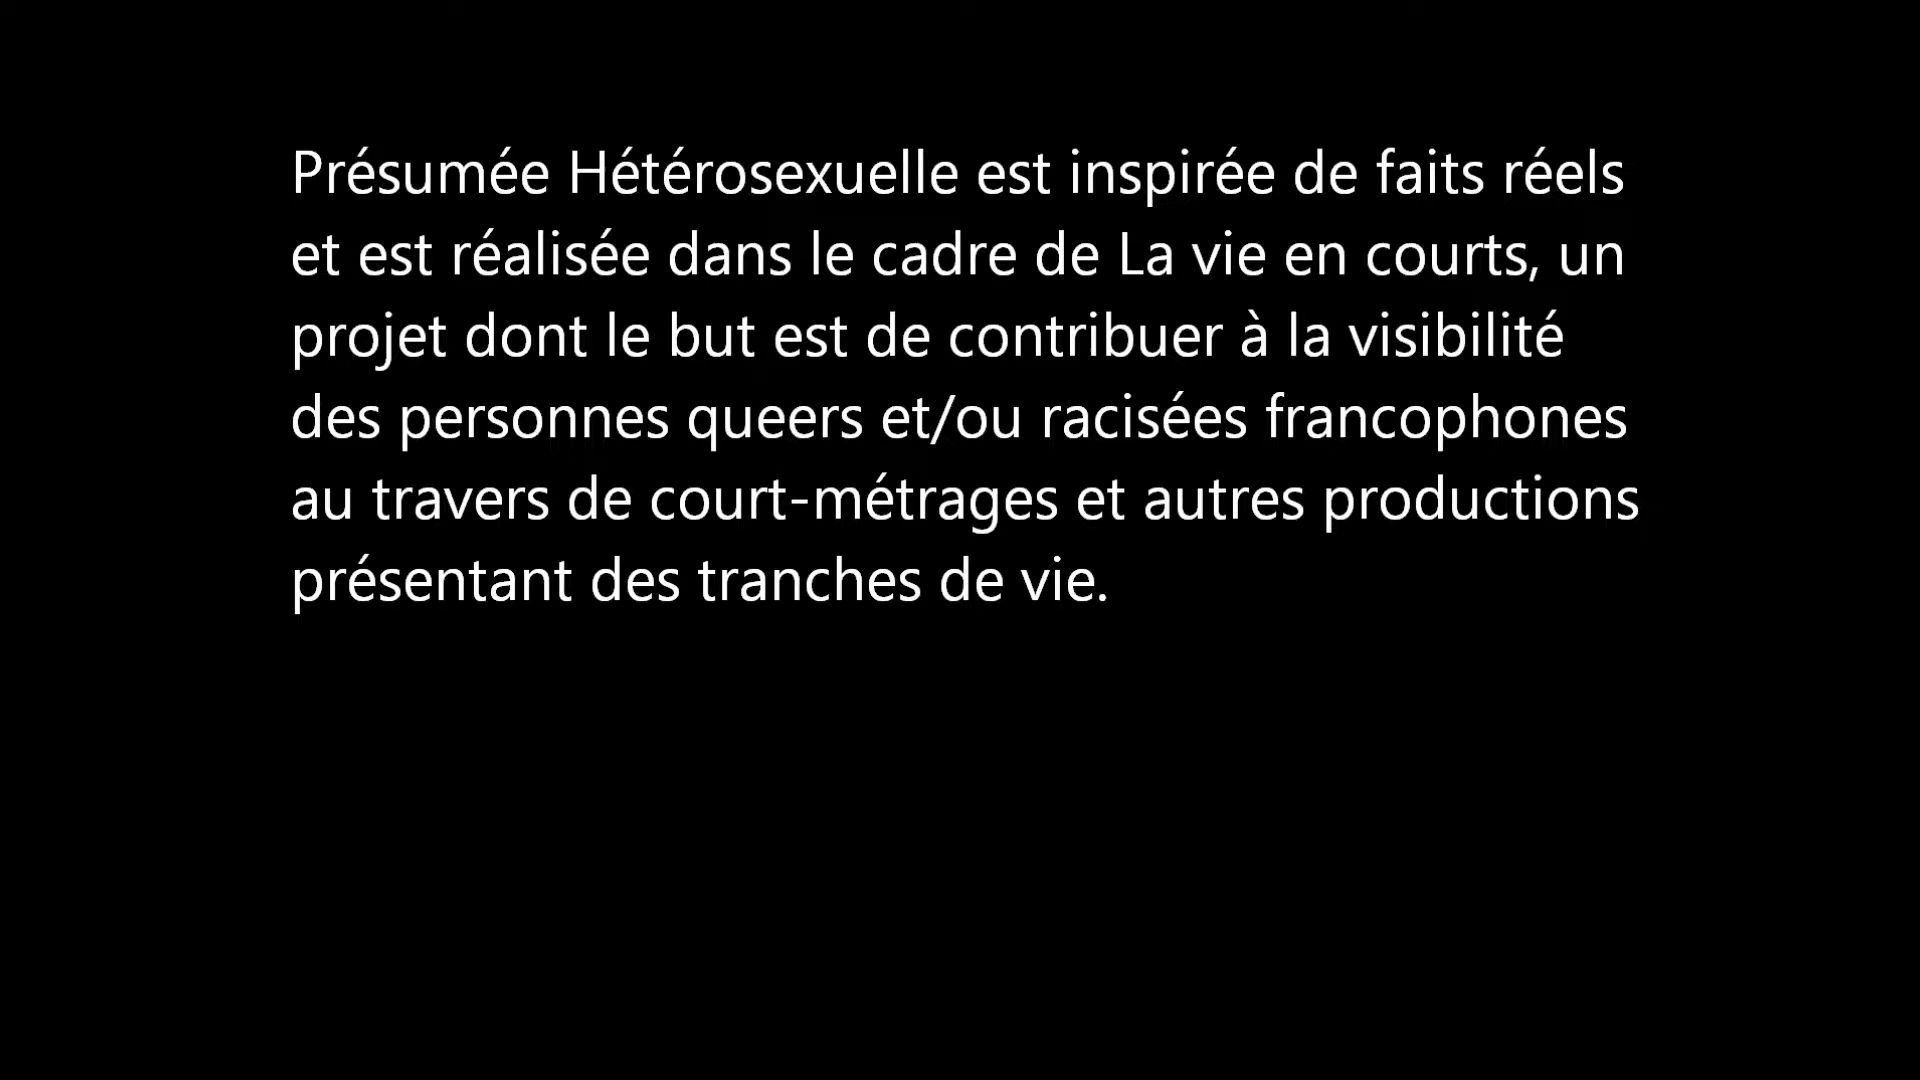 Présumée Hétérosexuelle est inspirée de faits réels
et est réalisée dans le cadre de La vie en courts, un
projet dont le but est de contribuer à la visibilité
des personnes queers et/ou racisées francophones
au travers de court-métrages et autres productions
présentant des tranches de vie.